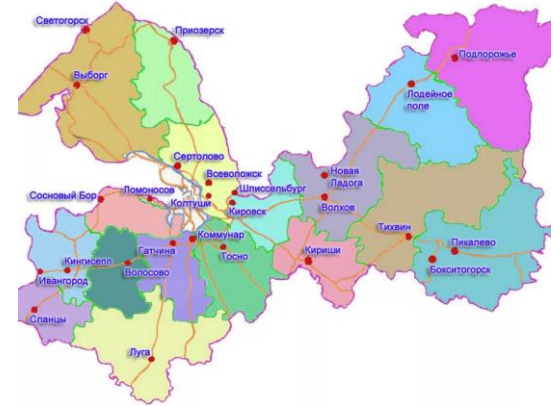 Светогорск
Приозерск
Подпорожье
Выборг
Лодейное
поле
Сертолово
Всеволожск
Новая
Ладога
Сосновый Бор
Ломоносов
Шлиссельбург
Колтуши
Кировск
Волхов
Тихвин
Коммунар
Гатчина
Тосно
Кириши
Пикалево
Кингисепп
Бокситогорск
Ивангород
Волосово
Сланцы
Луга